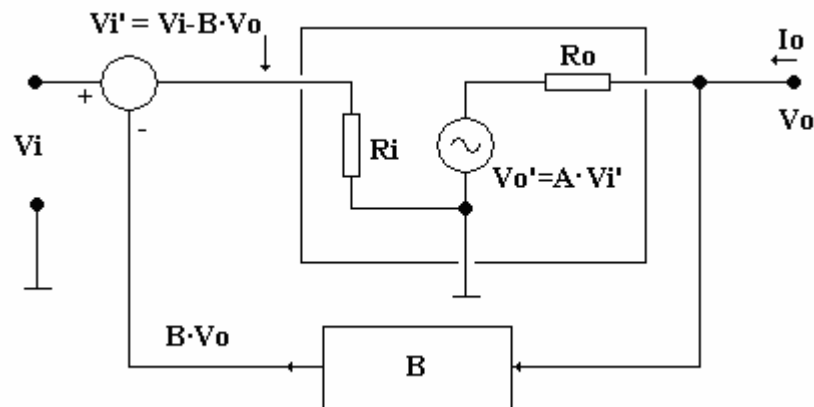 Vi' = Vi-B·Vo
Io
Ro
+
Vo
-
Vi
Ri
Vo'=A·Vi'
B·Vo
B